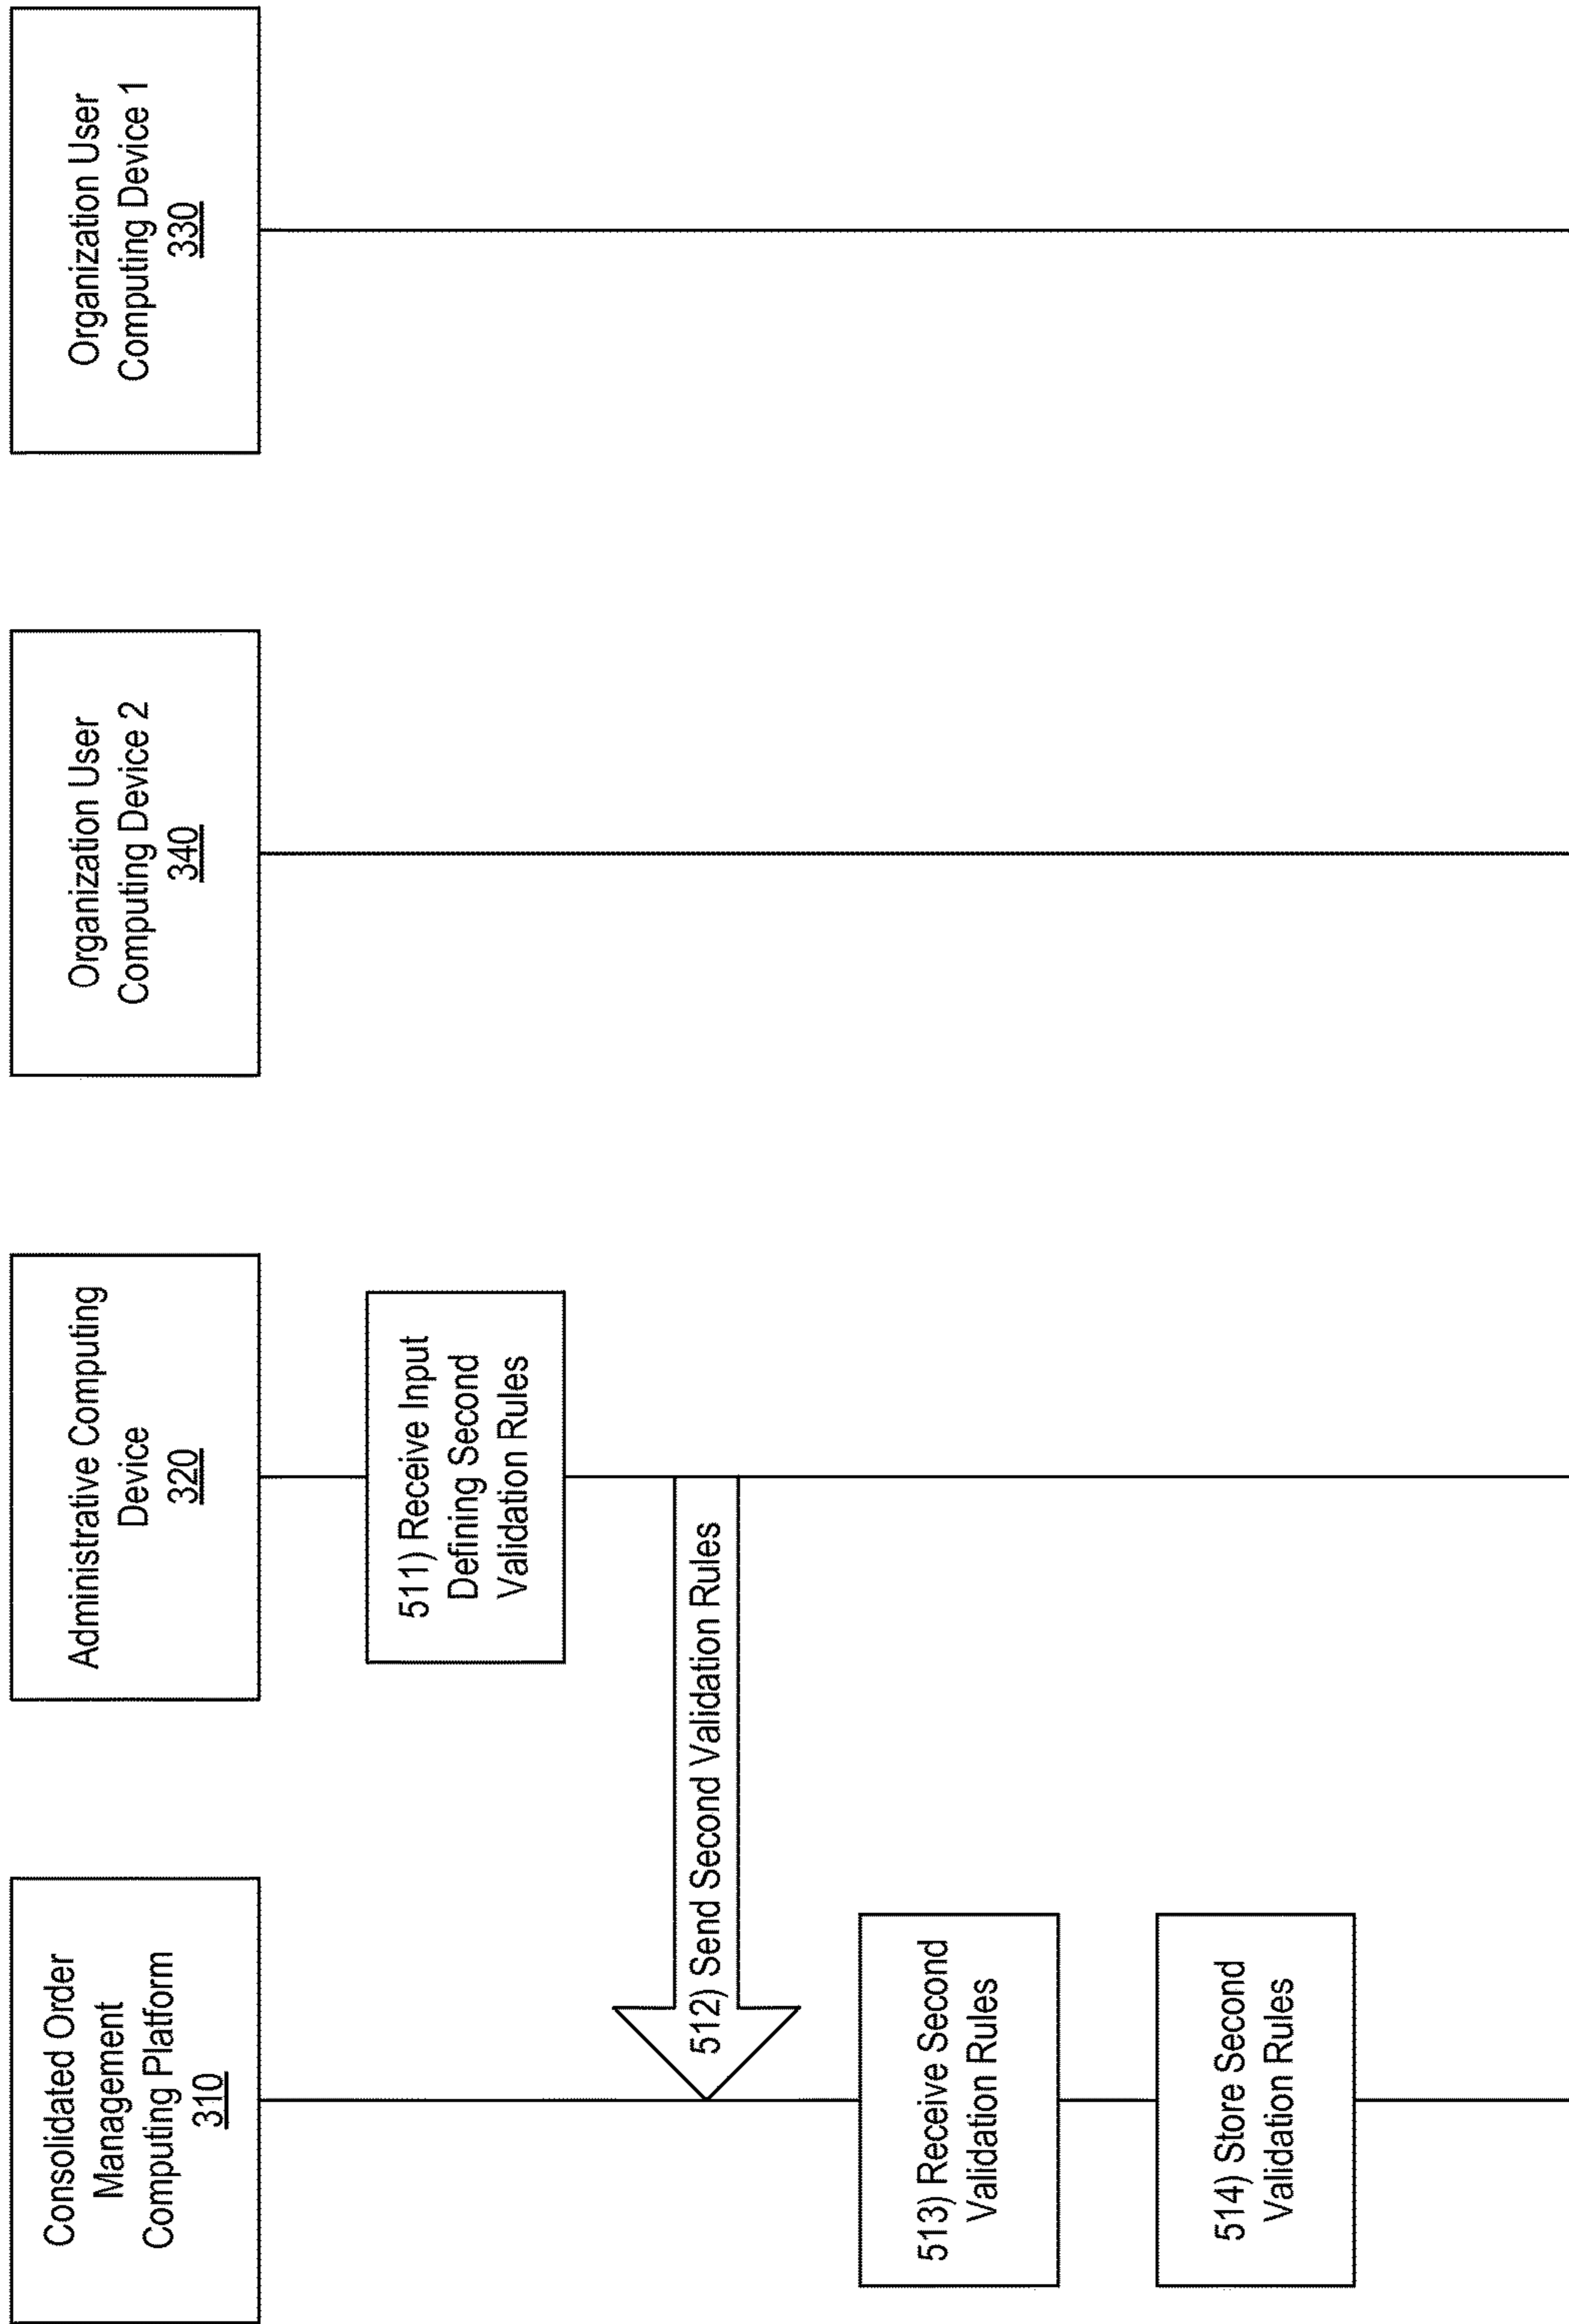 Consolidated Order
Management
Computing Platform
310
Administrative Computing
Device
320
Organization User
Computing Device 2
340
Organization User
Computing Device 1
330
511) Receive Input
Defining Second
Validation Rules
512) Send Second Validation Rules
513) Receive Second
Validation Rules
514) Store Second
Validation Rules